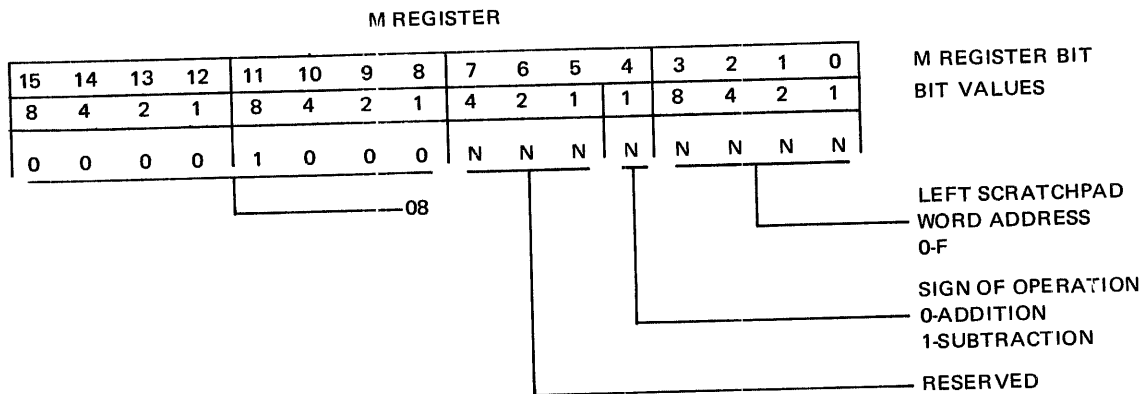 M REGISTER
15 14 13 12 11 10 9 8 7 6 5 4 3 2 1 0 M REGISTER BIT
8 4 2 1 8 4 2 1 4 2 1 1 8 4 2 1 BIT VALUES
0 0 0 0 1 0 0 0 N N N N N N N N
08
LEFT SCRATCHPAD
WORD ADDRESS
0-F
SIGN OF OPERATION
0-ADDITION
1-SUBTRACTION
RESERVED